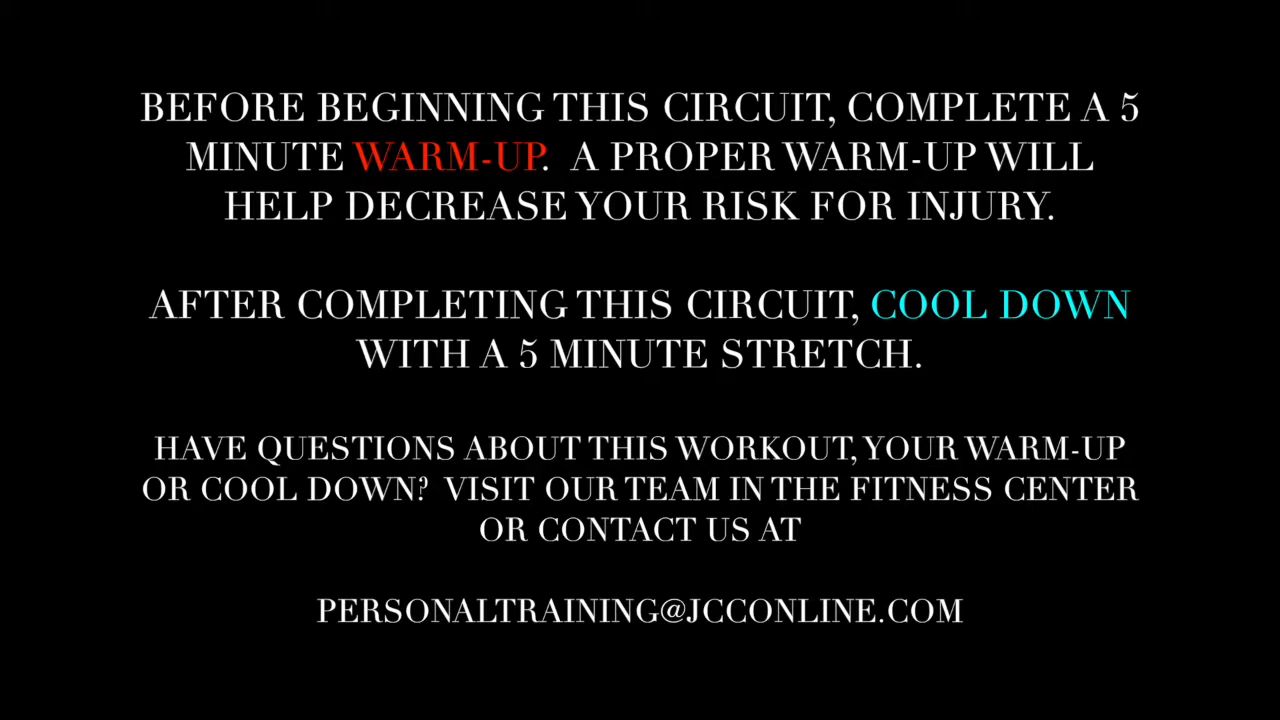 BEFORE BEGINNING THIS CIRCUIT, COMPLETE A 5
MINUTE WARM-UP.  A PROPER WARM-UP WILL
HELP DECREASE YOUR RISK FOR INJURY.
AFTER COMPLETING THIS CIRCUIT, COOL DOWN
WITH A 5 MINUTE STRETCH.
HAVE QUESTIONS ABOUT THIS WORKOUT, YOUR WARM-UP
OR COOL DOWN?  VISIT OUR TEAM IN THE FITNESS CENTER
OR CONTACT US AT
PERSONALTRAINING@JCCONLINE.COM